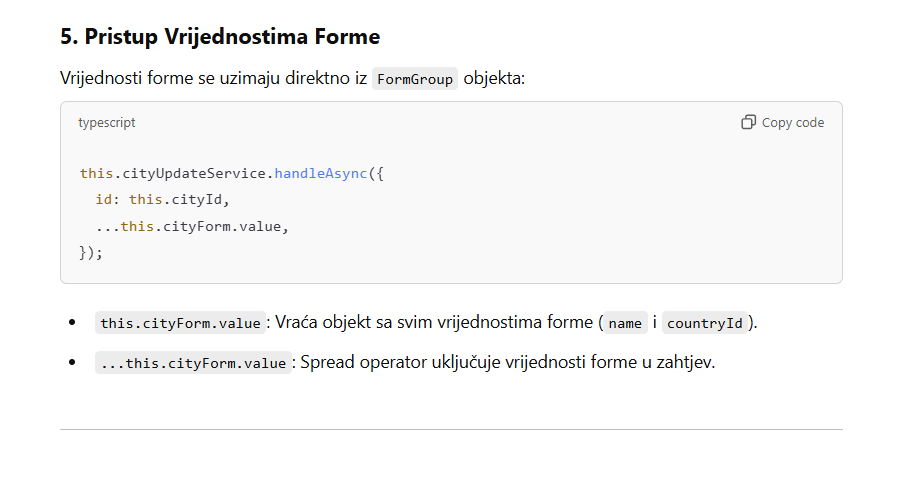 5. Pristup Vrijednostima Forme
Vrijednosti forme se uzimaju direktno iz FormGroup objekta:
typescript Copy code
this.cityUpdateService.handleAsync({
  id: this.cityId,
  ...this.cityForm.value,
});
• this.cityForm.value: Vraća objekt sa svim vrijednostima forme (name i countryId).
• ...this.cityForm.value: Spread operator uključuje vrijednosti forme u zahtjev.